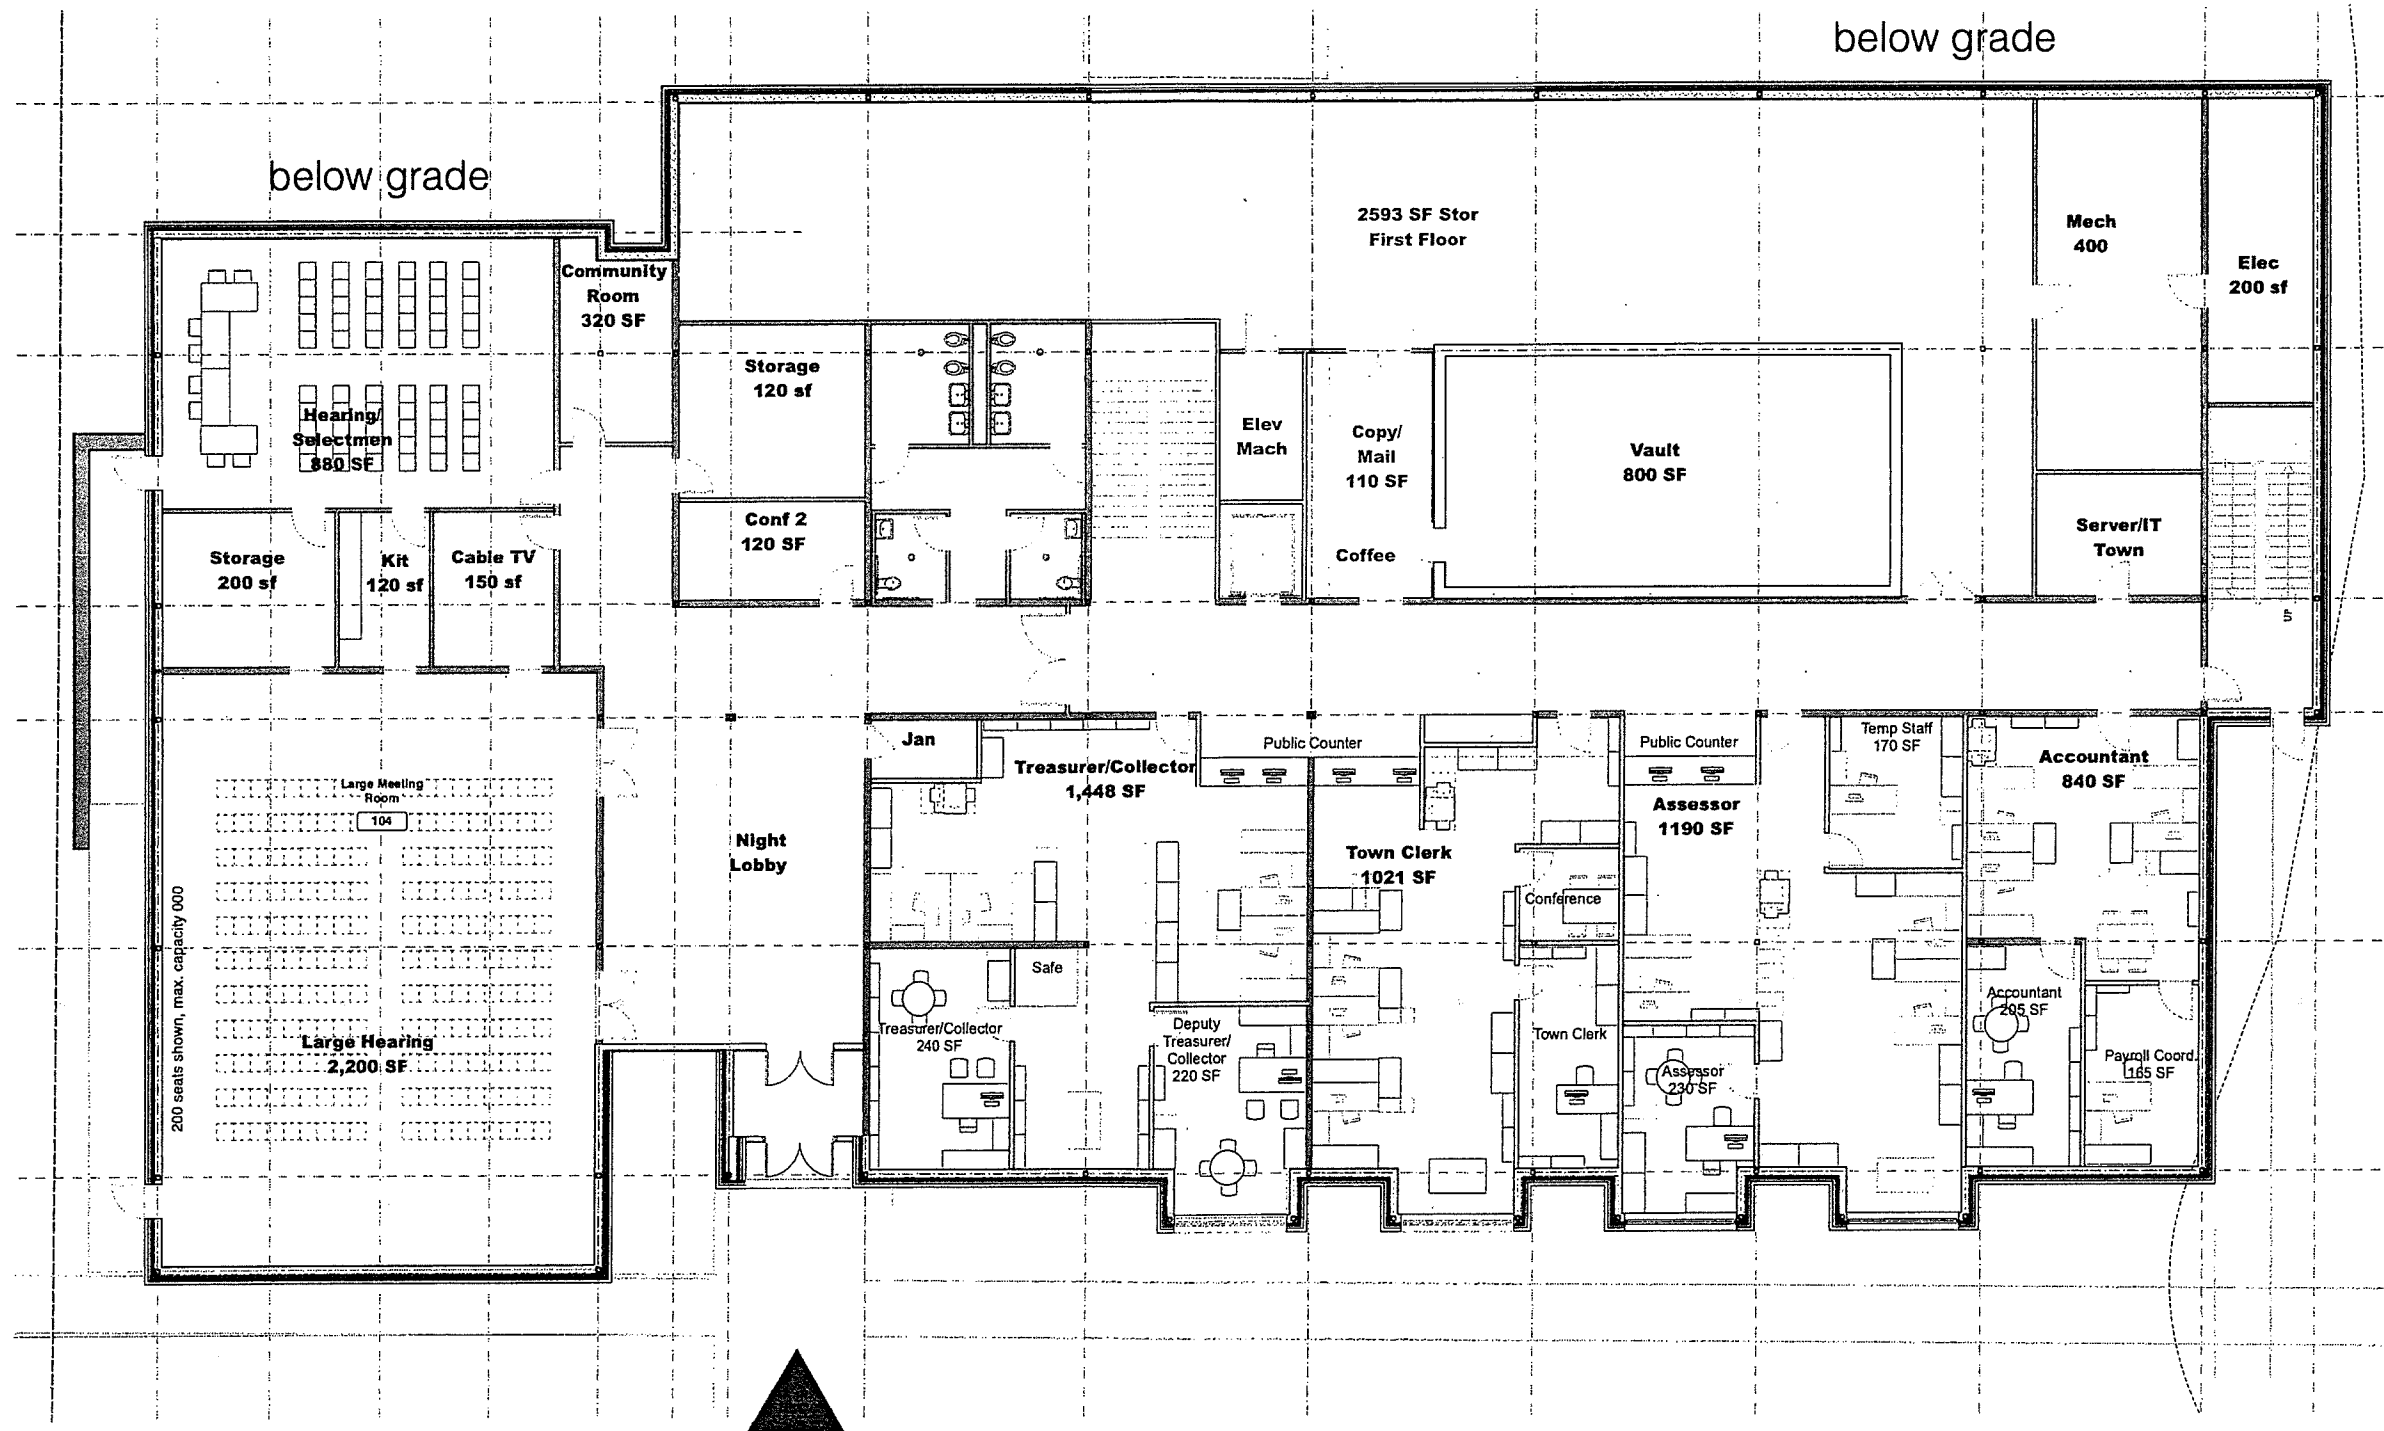 below grade
below grade
2593 SF Stor
First Floor
Mech
400
Elec
200 sf
Community
Room
320 SF
Storage
120 sf
Hearing/
Selectmen
880 SF
Elev
Mach
Copy/
Mail
110 SF
Vault
800 SF
Conf 2
120 SF
Server/IT
Town
Storage
200 sf
Kit
120 sf
Cable TV
150 sf
Coffee
Jan
Public Counter
Public Counter
Temp Staff
170 SF
Treasurer/Collector
1,448 SF
Accountant
840 SF
Large Meeting
Room
104
Assessor
1190 SF
Night
Lobby
Town Clerk
1021 SF
Conference
200 seats shown, max. capacity 000
Safe
Accountant
205 SF
Treasurer/Collector
240 SF
Deputy
Treasurer/
Collector
220 SF
Town Clerk
Large Hearing
2,200 SF
Assessor
230 SF
Payroll Coord.
165 SF